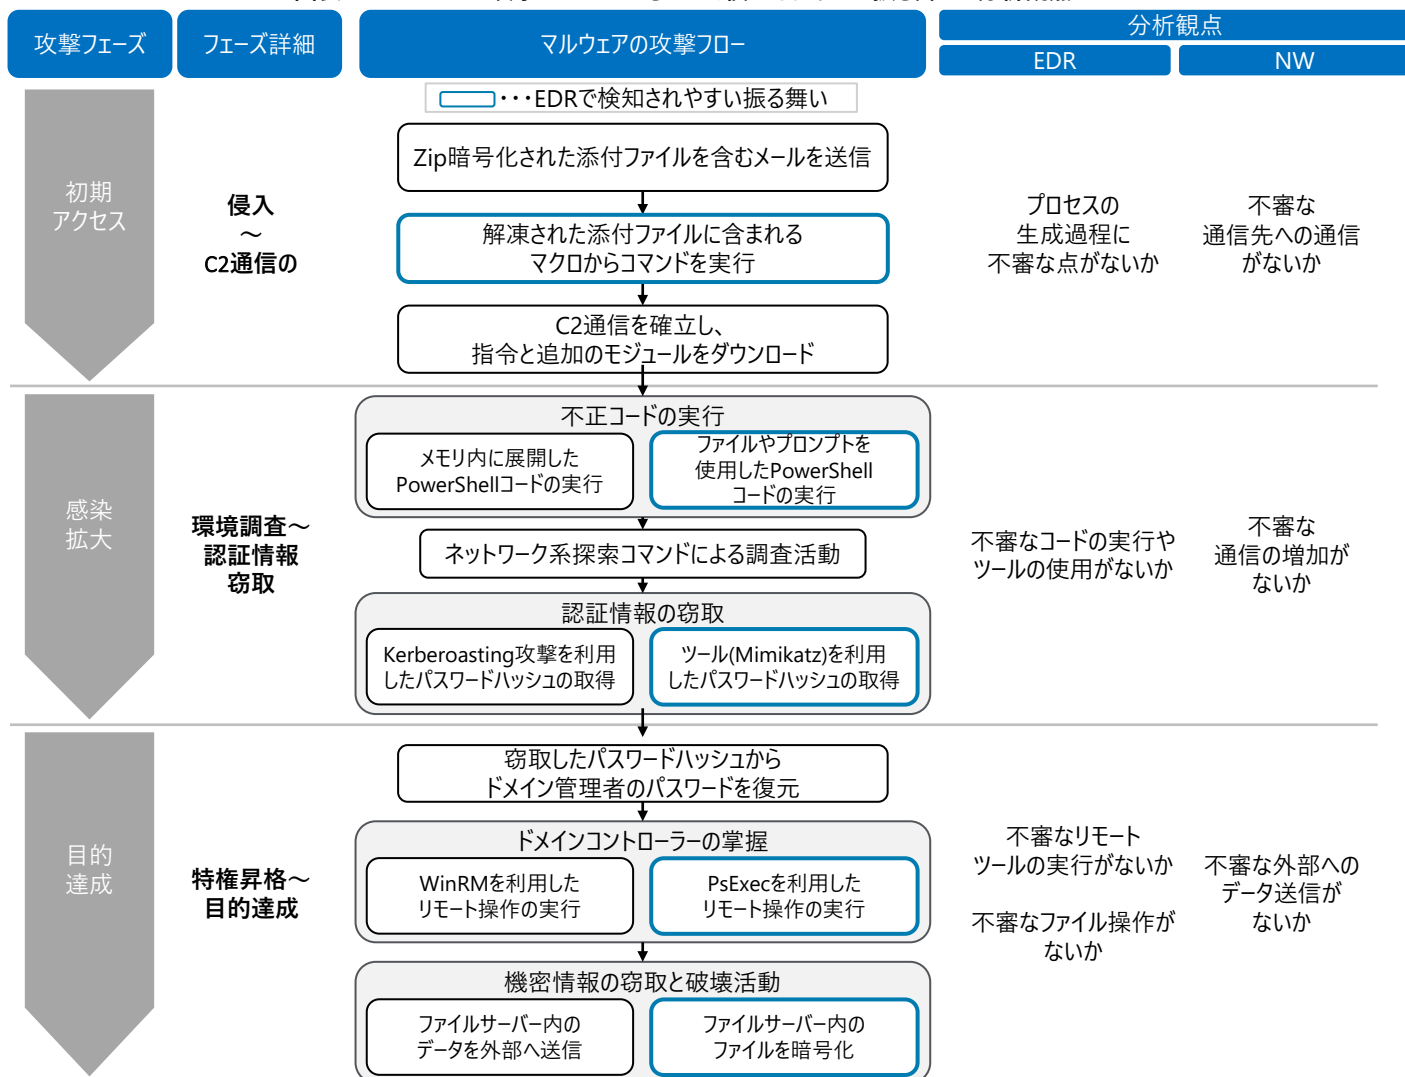 攻撃フェーズ
フェーズ詳細
マルウェアの攻撃フロー
分析観点
EDR
NW
・・・EDRで検知されやすい振る舞い
初期
アクセス
侵入
～
C2通信の
Zip暗号化された添付ファイルを含むメールを送信
解凍された添付ファイルに含まれる
マクロからコマンドを実行
C2通信を確立し、
指令と追加のモジュールをダウンロード
プロセスの
生成過程に
不審な点がないか
不審な
通信先への通信
がないか
感染
拡大
環境調査～
認証情報
窃取
不正コードの実行
メモリ内に展開した
PowerShellコードの実行
ファイルやプロンプトを
使用したPowerShell
コードの実行
ネットワーク系探索コマンドによる調査活動
認証情報の窃取
Kerberoasting攻撃を利用
したパスワードハッシュの取得
ツール(Mimikatz)を利用
したパスワードハッシュの取得
不審なコードの実行や
ツールの使用がないか
不審な
通信の増加が
ないか
目的
達成
特権昇格～
目的達成
窃取したパスワードハッシュから
ドメイン管理者のパスワードを復元
ドメインコントローラーの掌握
WinRMを利用した
リモート操作の実行
PsExecを利用した
リモート操作の実行
機密情報の窃取と破壊活動
ファイルサーバー内の
データを外部へ送信
ファイルサーバー内の
ファイルを暗号化
不審なリモート
ツールの実行がないか
不審なファイル操作が
ないか
不審な外部への
データ送信が
ないか